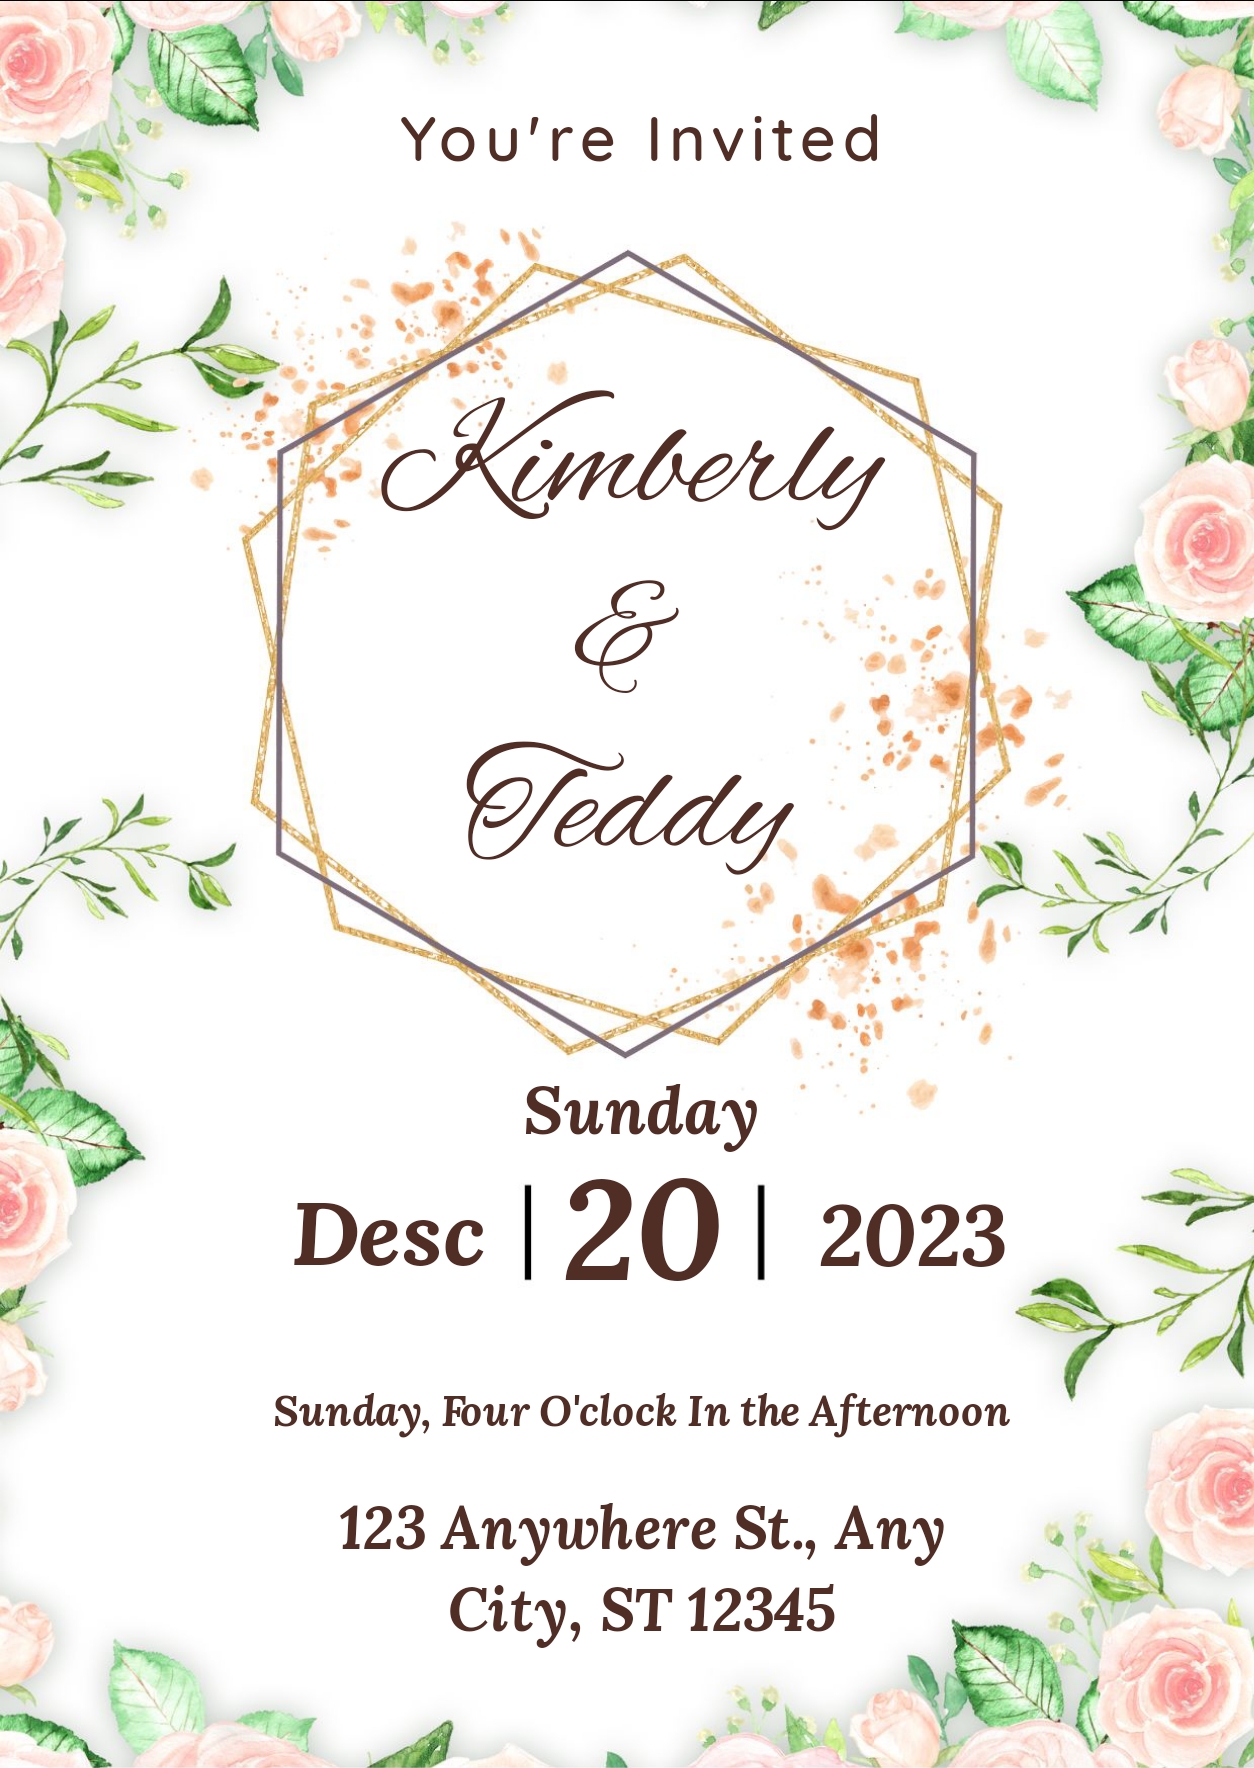 You're Invited
Kimberly
&
Teddy
Sunday
Desc | 20 | 2023
Sunday, Four O'clock In the Afternoon
123 Anywhere St., Any
City, ST 12345